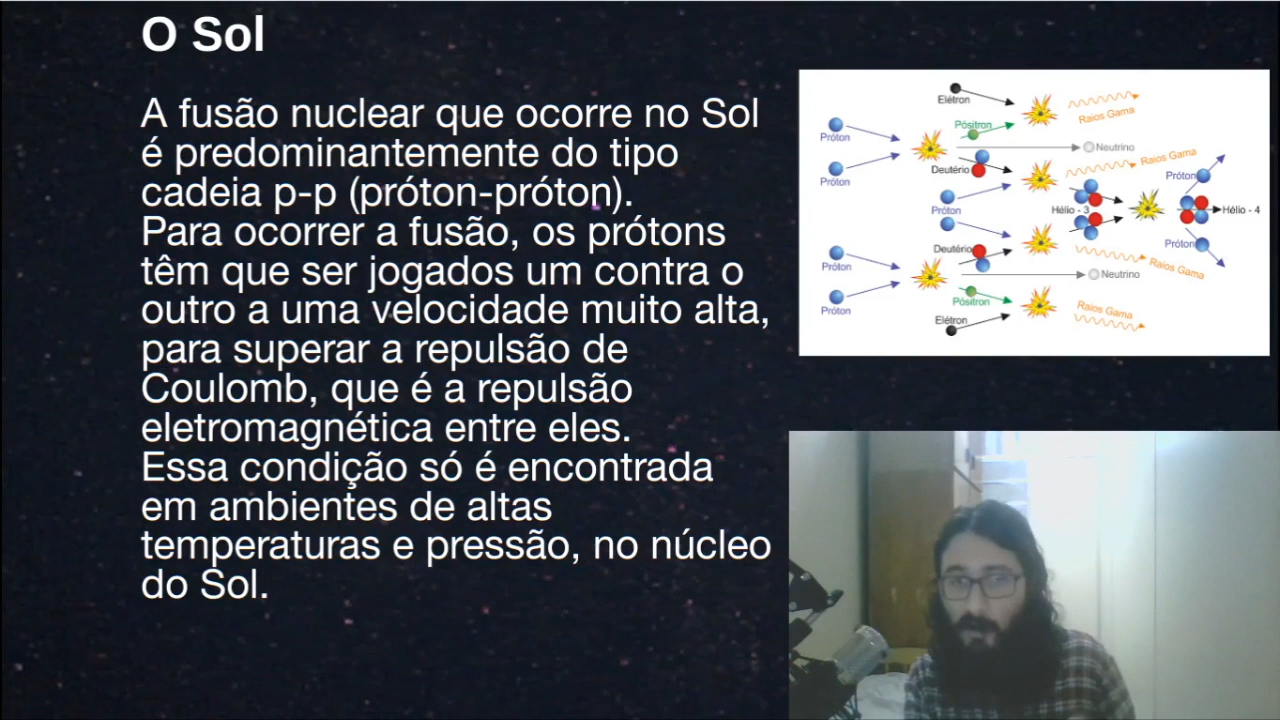 O Sol
A fusão nuclear que ocorre no Sol
é predominantemente do tipo
cadeia p-p (próton-próton).
Para ocorrer a fusão, os prótons
têm que ser jogados um contra o
outro a uma velocidade muito alta,
para superar a repulsão de
Coulomb, que é a repulsão
eletromagnética entre eles.
Essa condição só é encontrada
em ambientes de altas
temperaturas e pressão, no núcleo
do Sol.
Elétron
Raios Gama
Pósitron
Próton
Neutrino
Raios Gama
Deutério
Próton
Próton
Próton
Hélio - 3
Hélio - 4
Deutério
Próton
Próton
Raios Gama
Neutrino
Pósitron
Próton
Raios Gama
Elétron